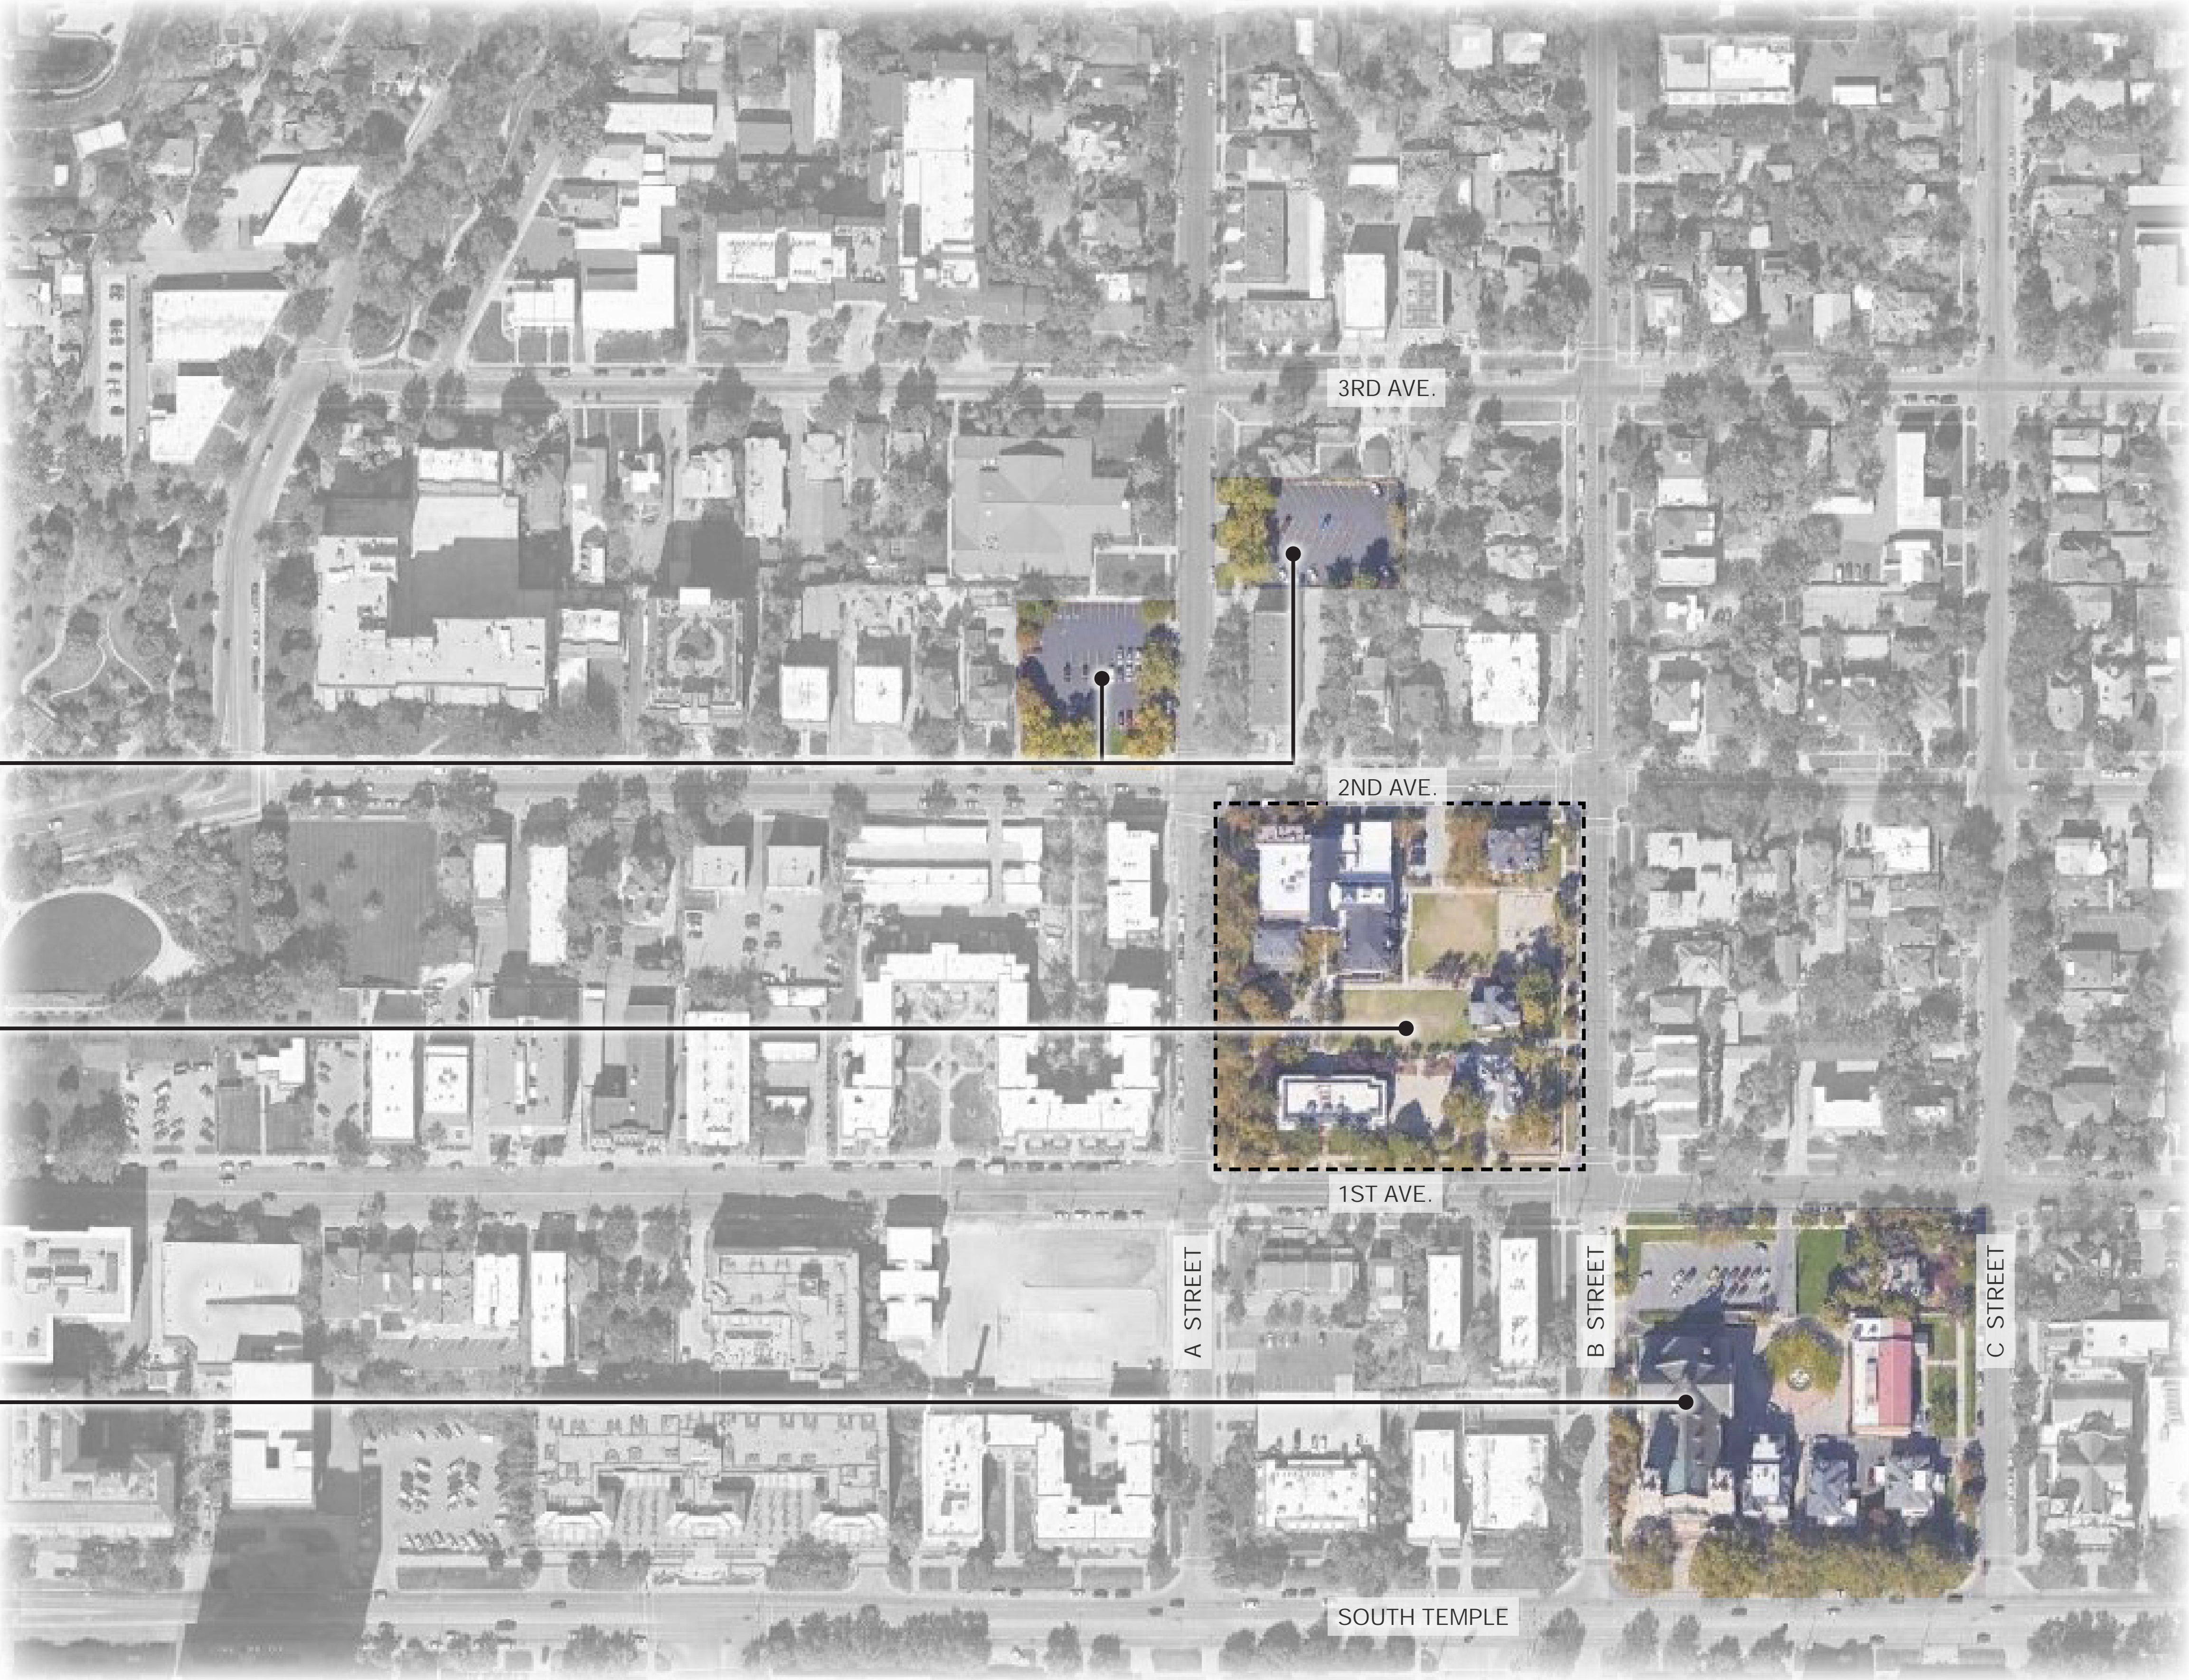 3RD AVE.
2ND AVE.
1ST AVE.
A STREET
B STREET
C STREET
SOUTH TEMPLE